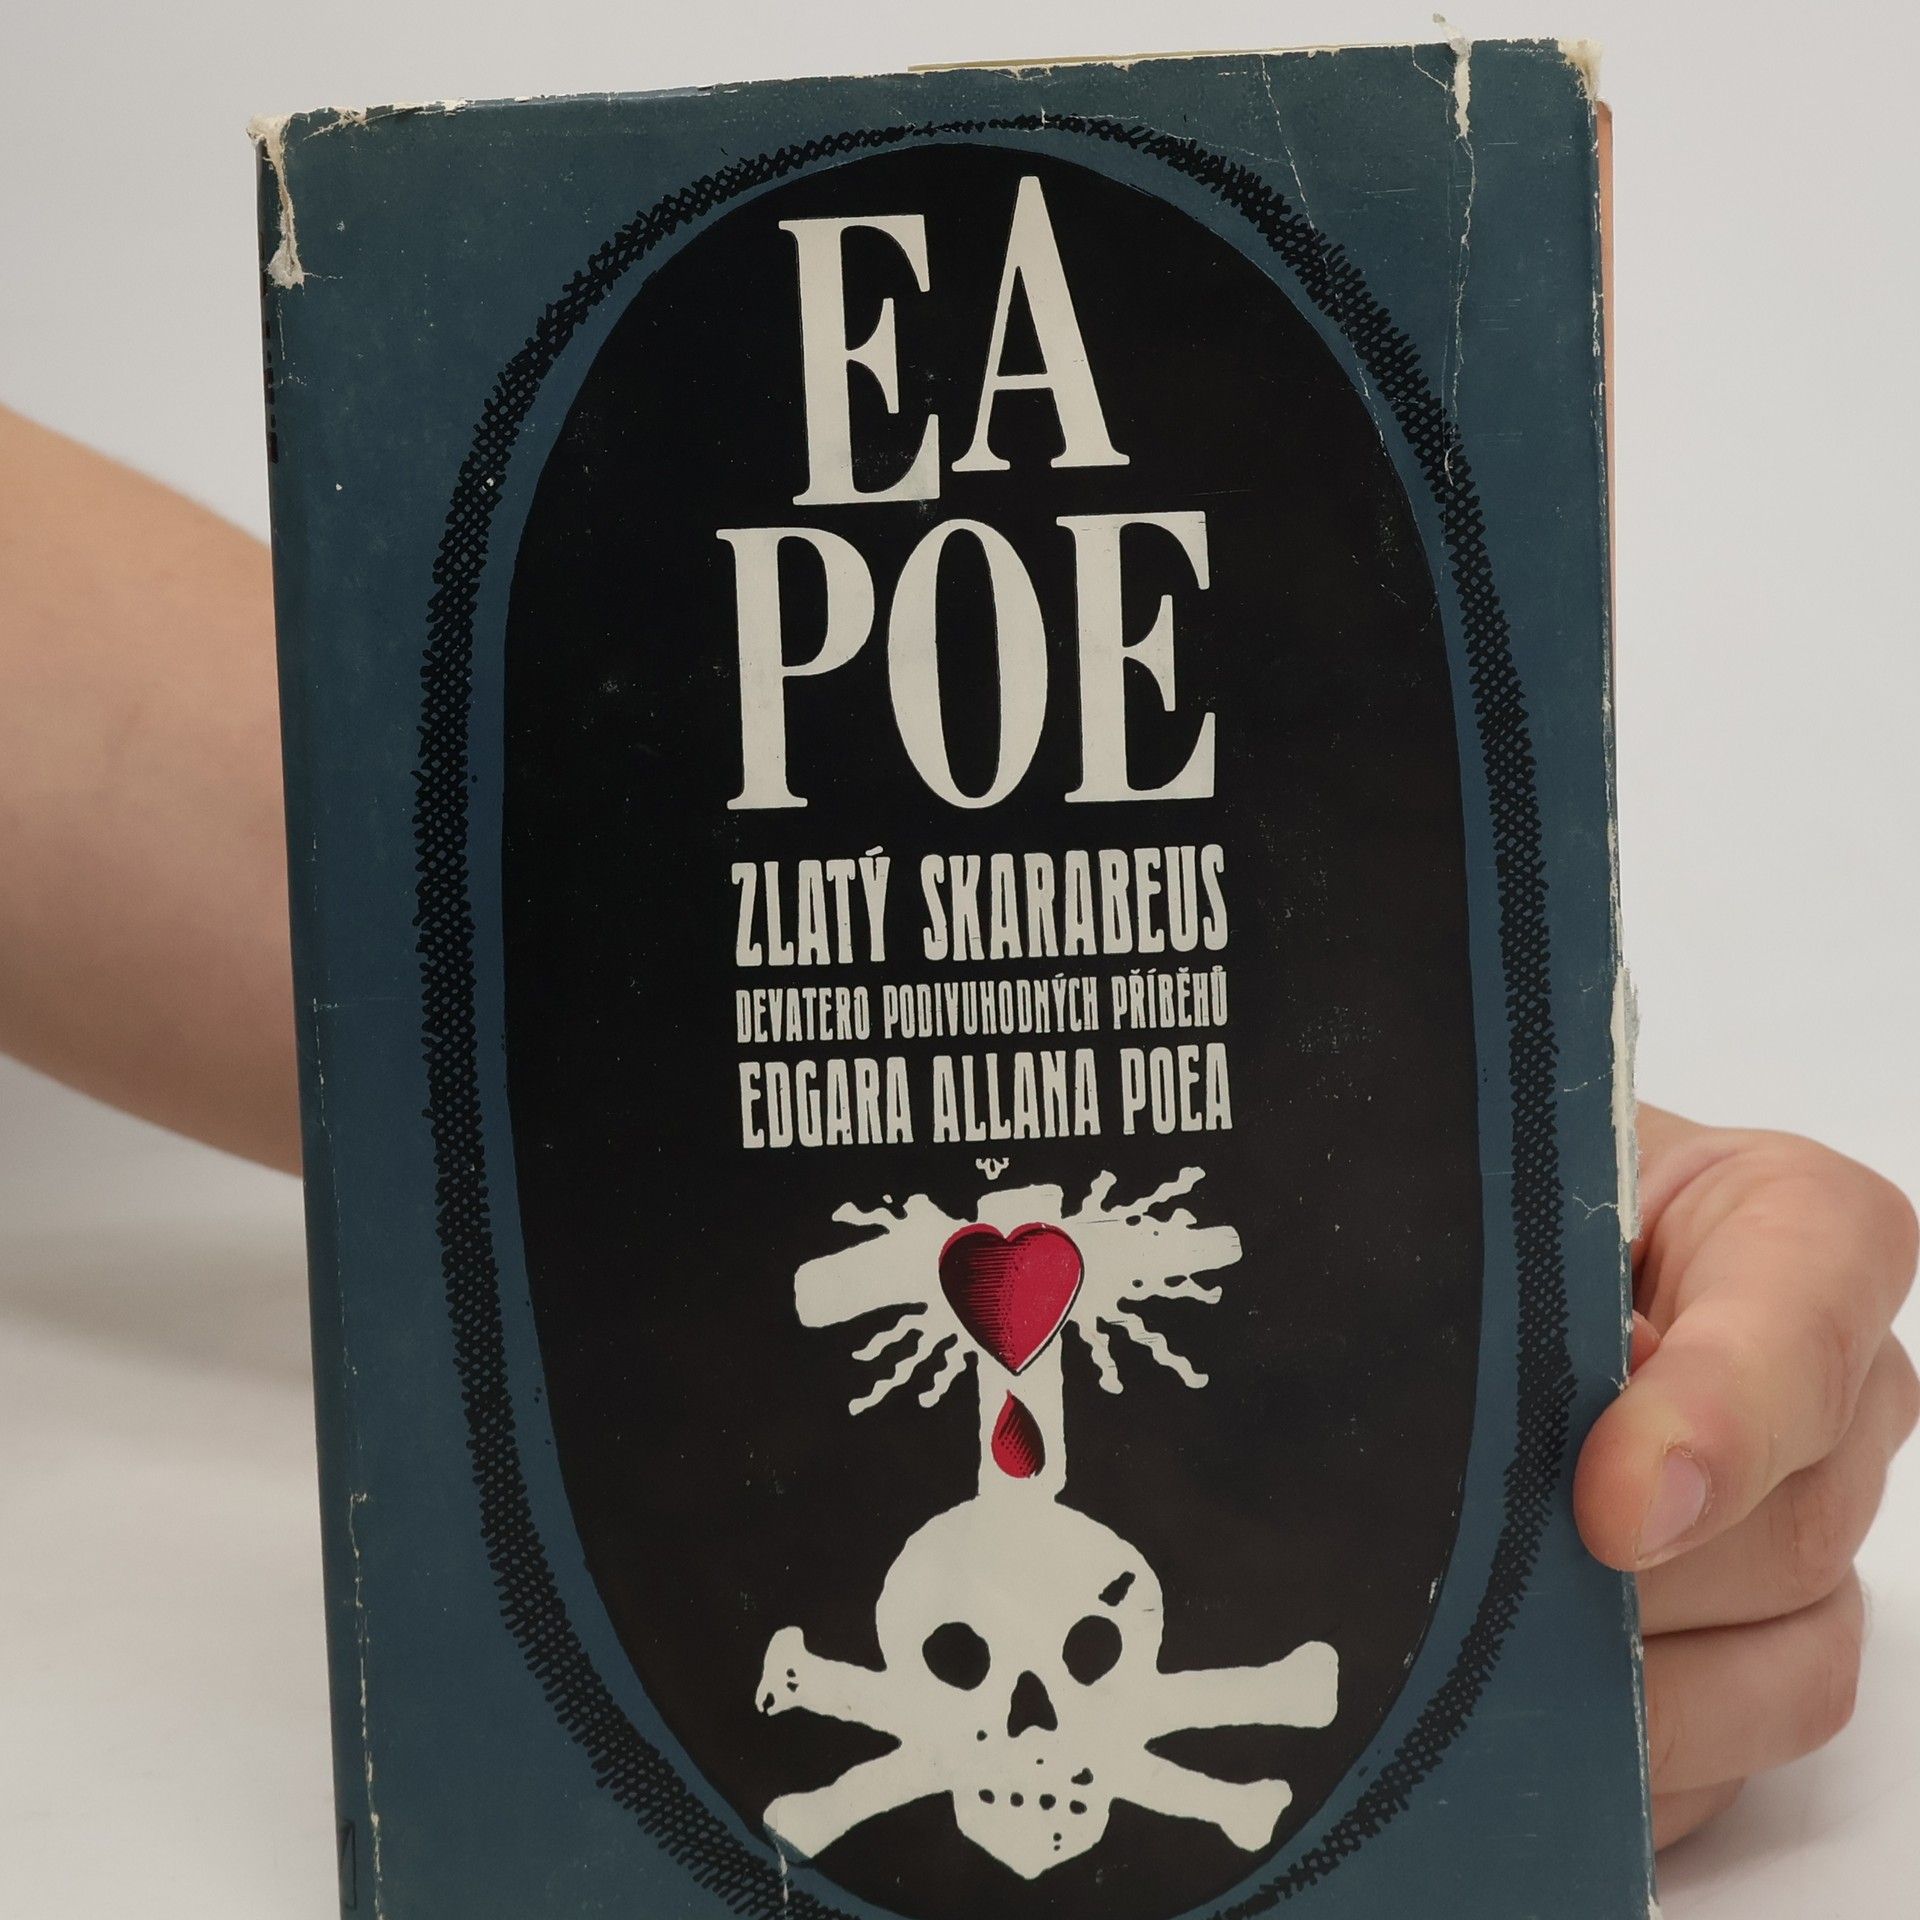 EA
POE
ZLATÝ SKARABEUS
DEVATERO PODIVUHODNÝCH PŘÍBĚHŮ
EDGARA ALLANA POEA